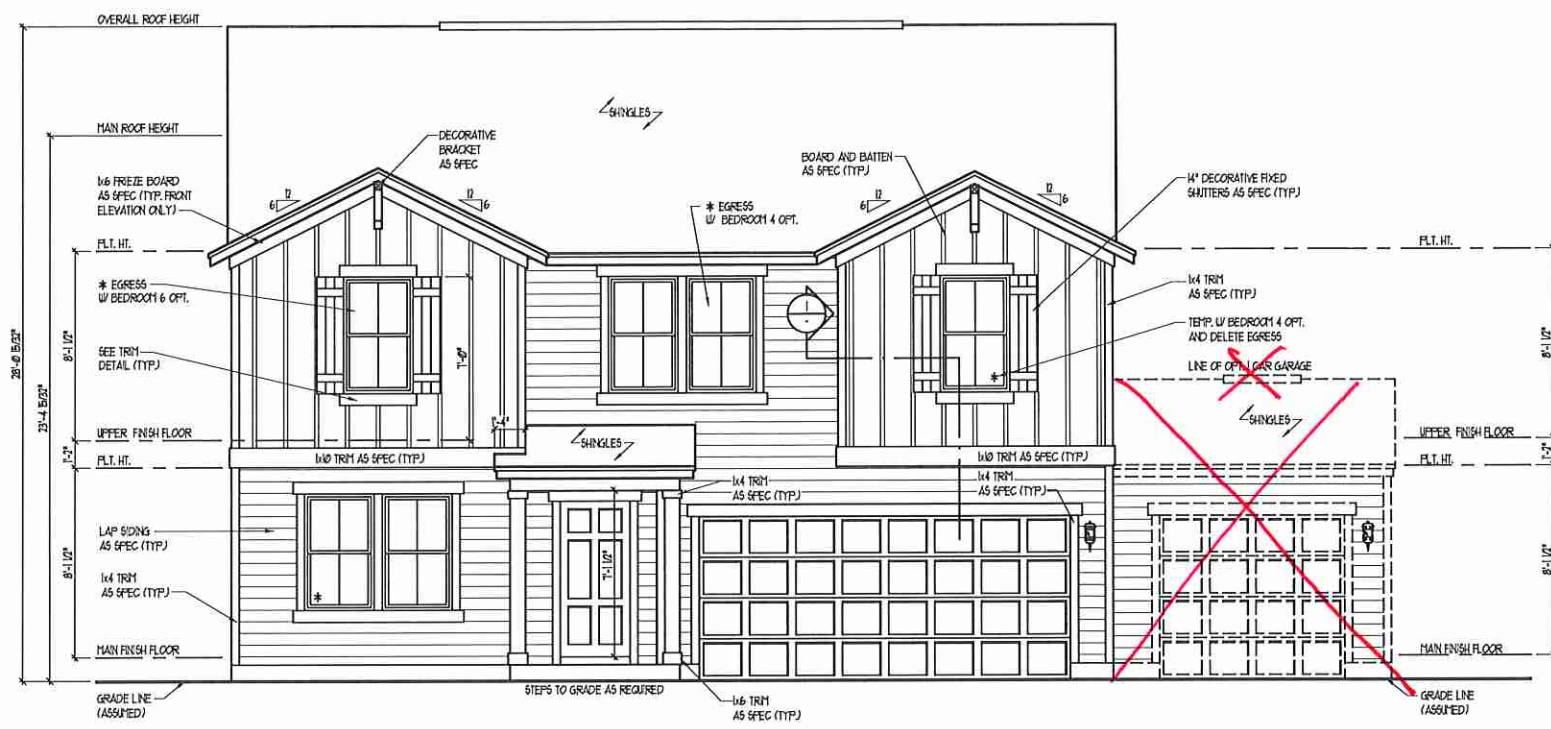 OVERALL ROOF HEIGHT
MAIN ROOF HEIGHT
SHINGLES
DECORATIVE
BRACKET
AS SPEC
1x6 FRIEZE BOARD
AS SPEC (TYP. FRONT
ELEVATION ONLY)
12
6
12
6
* EGRESS
W/ BEDROOM 4 OPT.
BOARD AND BATTEN
AS SPEC (TYP.)
12
6
12
6
14" DECORATIVE FIXED
SHUTTERS AS SPEC (TYP.)
PLT. HT.
PLT. HT.
* EGRESS
W/ BEDROOM 6 OPT.
1x4 TRIM
AS SPEC (TYP.)
28'-0 15/32"
23'-4 15/32"
8'-1 1/2"
7'-0"
8'-1 1/2"
SEE TRIM
DETAIL (TYP.)
TEMP. W/ BEDROOM 4 OPT.
AND DELETE EGRESS
*
LINE OF OPT. 1 CAR GARAGE
SHINGLES
UPPER FINISH FLOOR
SHINGLES
UPPER FINISH FLOOR
1'-2"
1'-2"
PLT. HT.
1x10 TRIM AS SPEC (TYP.)
1x10 TRIM AS SPEC (TYP.)
PLT. HT.
1x4 TRIM
AS SPEC (TYP.)
1x4 TRIM
AS SPEC (TYP.)
LAP SIDING
AS SPEC (TYP.)
8'-1 1/2"
7'-1 1/2"
8'-1 1/2"
1x4 TRIM
AS SPEC (TYP.)
*
MAIN FINISH FLOOR
MAIN FINISH FLOOR
GRADE LINE
(ASSUMED)
STEPS TO GRADE AS REQUIRED
1x6 TRIM
AS SPEC (TYP.)
GRADE LINE
(ASSUMED)